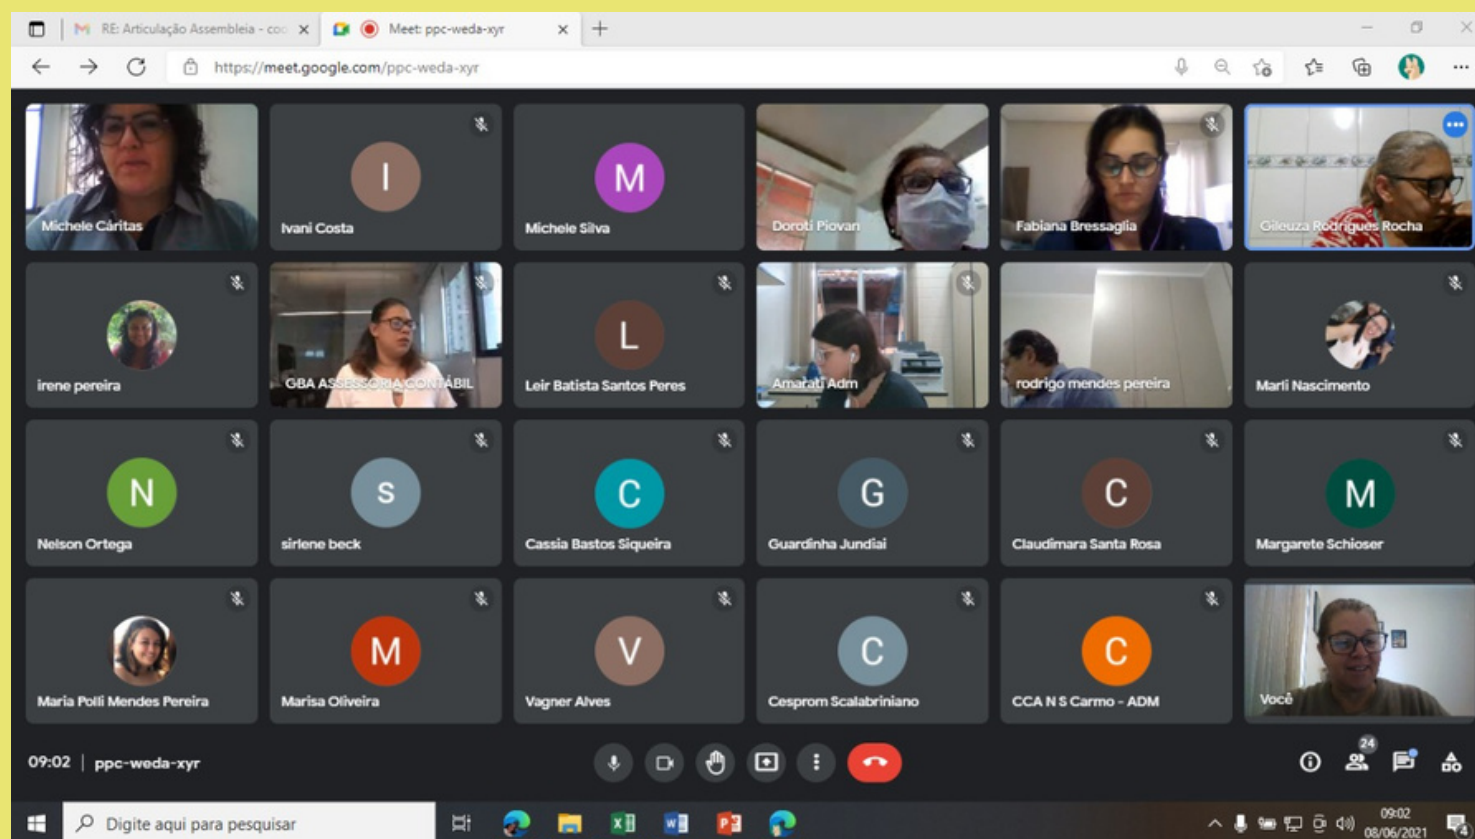 RE: Articulação Assembleia - coo
Meet: ppc-weda-xyr
https://meet.google.com/ppc-weda-xyr
Michele Cáritas
I
Ivani Costa
M
Michele Silva
Doroti Piovan
Fabiana Bressaglia
Gileuza Rodrigues Rocha
irene pereira
GBA ASSESSORIA CONTÁBIL
L
Leir Batista Santos Peres
Amarati Adm
rodrigo mendes pereira
Marli Nascimento
N
Nelson Ortega
s
sirlene beck
C
Cassia Bastos Siqueira
G
Guardinha Jundiai
C
Claudimara Santa Rosa
M
Margarete Schioser
Maria Polli Mendes Pereira
M
Marisa Oliveira
V
Vagner Alves
C
Cesprom Scalabriniano
C
CCA N S Carmo - ADM
Você
09:02 | ppc-weda-xyr
24
Digite aqui para pesquisar
09:02
08/06/2021